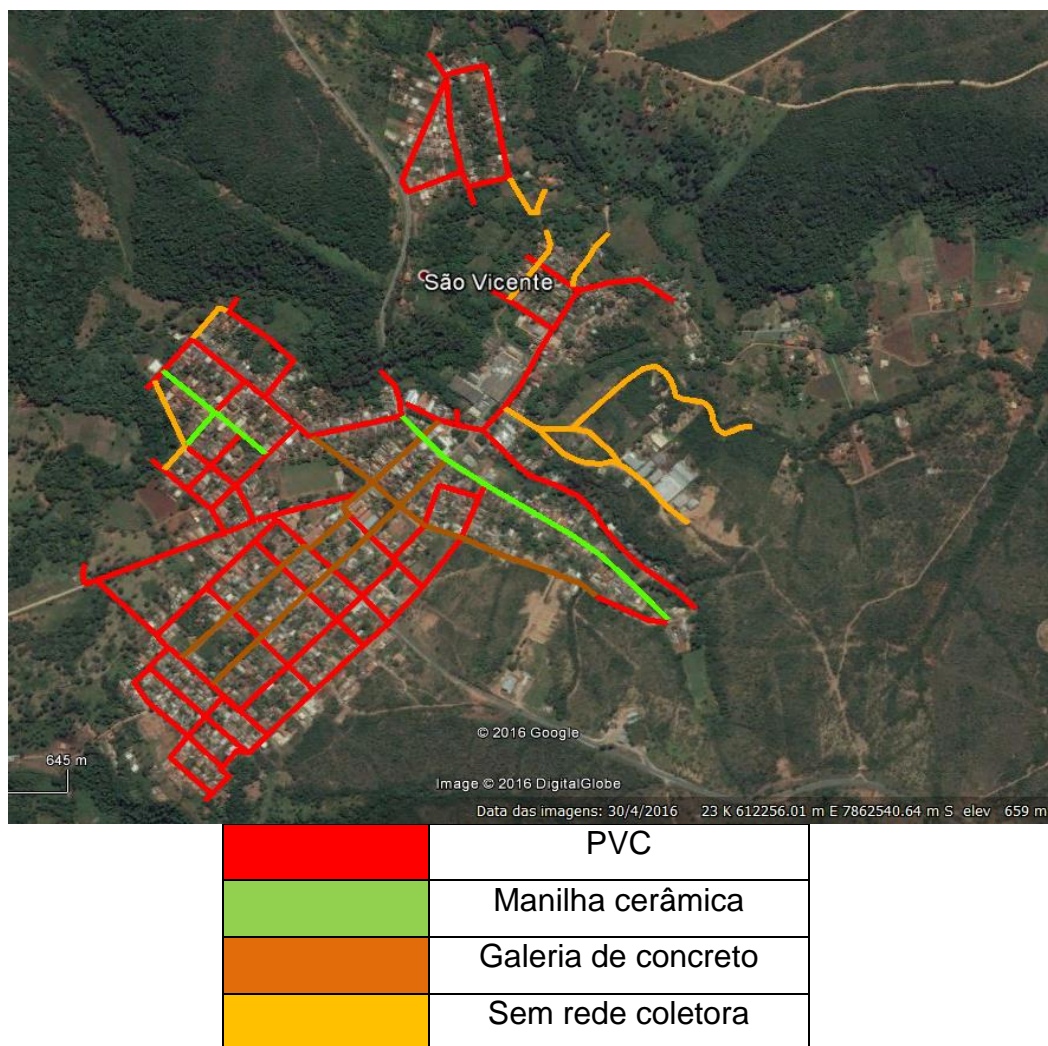 São Vicente
© 2016 Google
645 m
Image © 2016 DigitalGlobe
Data das imagens: 30/4/2016 23 K 612256.01 m E 7862540.64 m S elev 659 m
PVC
Manilha cerâmica
Galeria de concreto
Sem rede coletora